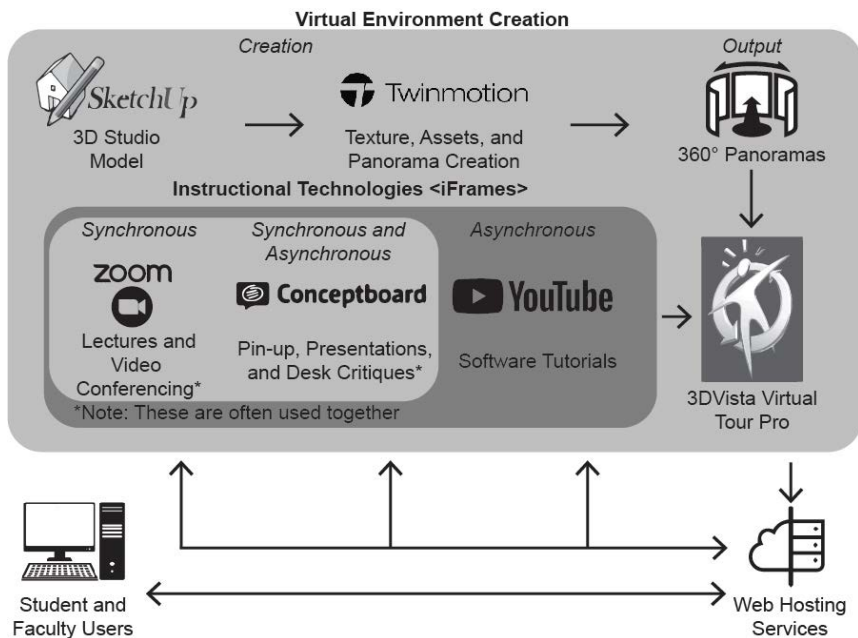 Virtual Environment Creation
Creation
Output
SketchUp
Twinmotion
3D Studio
Model
Texture, Assets, and
Panorama Creation
360° Panoramas
Instructional Technologies <iFrames>
Synchronous
Synchronous and
Asynchronous
Asynchronous
zoom
Conceptboard
YouTube
Lectures and
Video
Conferencing*
Pin-up, Presentations,
and Desk Critiques*
Software Tutorials
*Note: These are often used together
3DVista Virtual
Tour Pro
Student and
Faculty Users
Web Hosting
Services